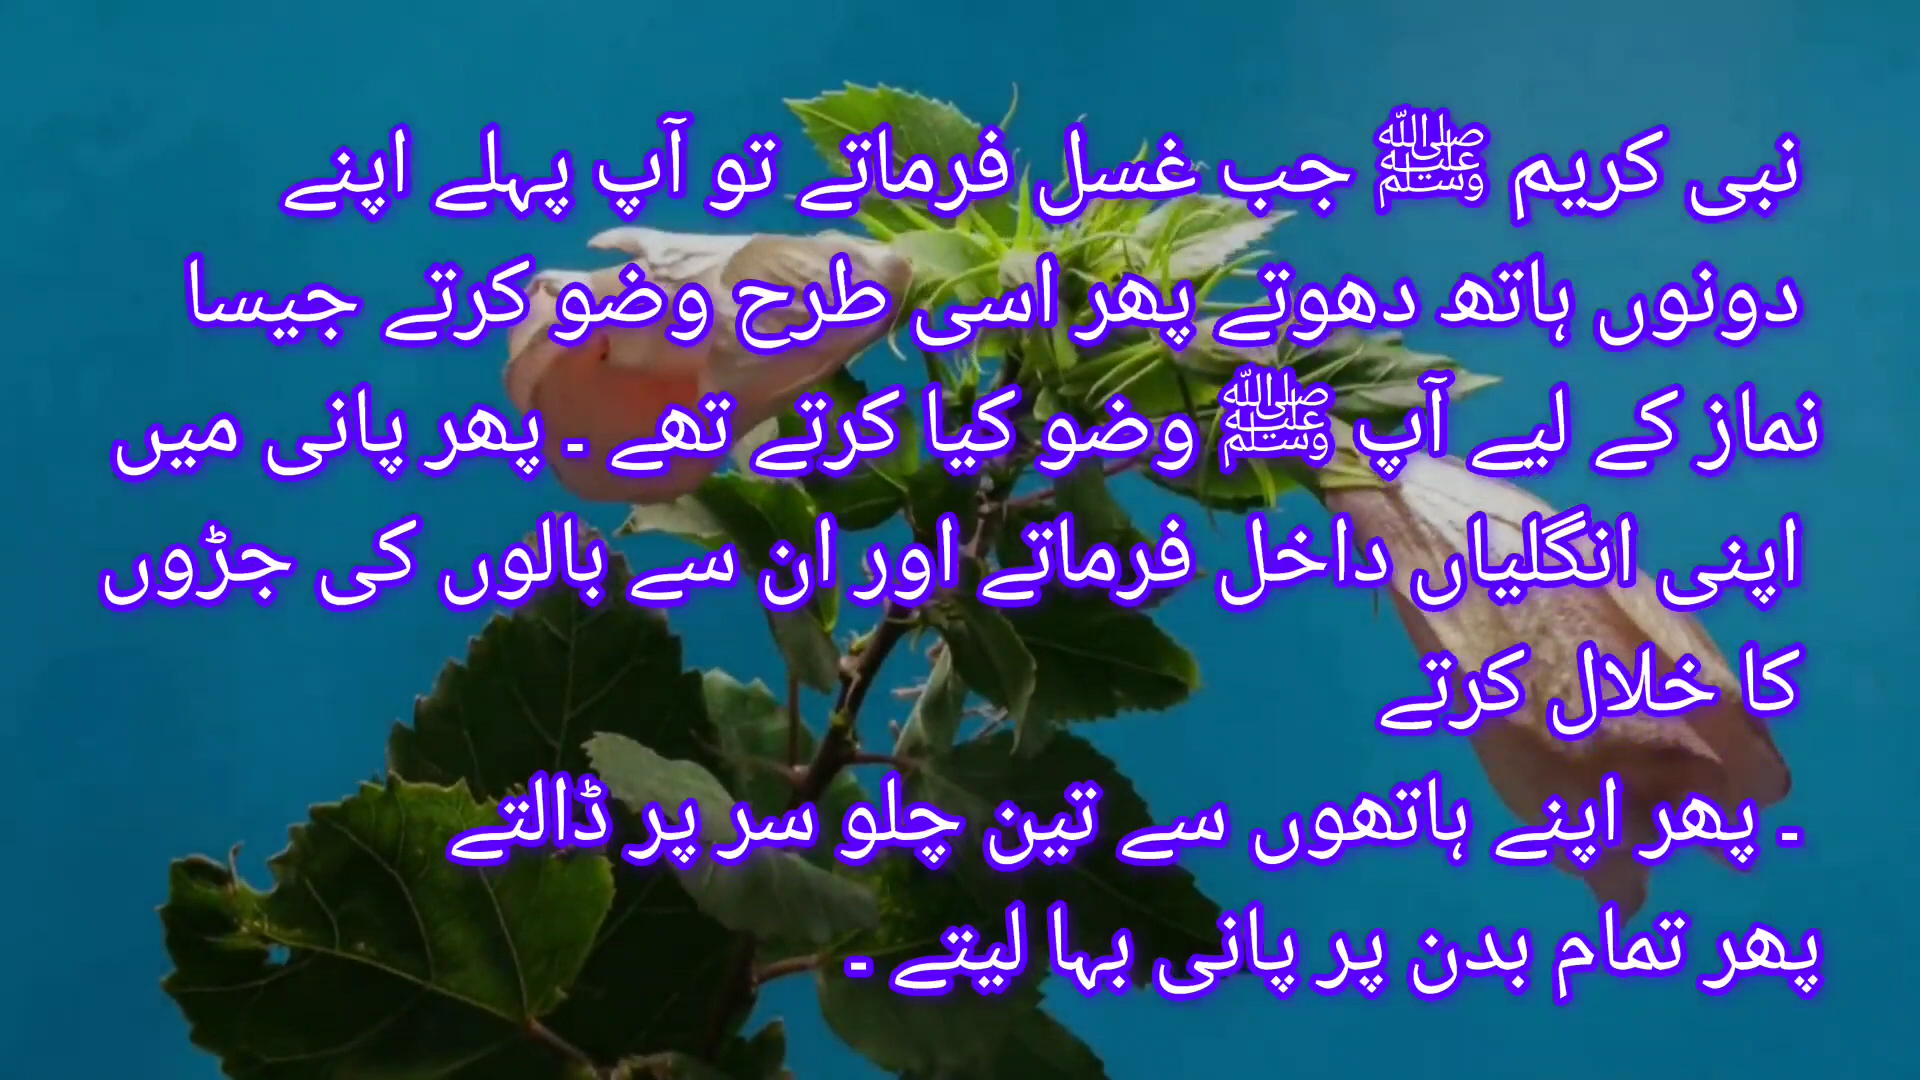 نبی کریم ﷺ جب غسل فرماتے تو آپ پہلے اپنے
دونوں ہاتھ دھوتے پھر اسی طرح وضو کرتے جیسا
نماز کے لیے آپ ﷺ وضو کیا کرتے تھے ۔ پھر پانی میں
اپنی انگلیاں داخل فرماتے اور ان سے بالوں کی جڑوں
کا خلال کرتے
۔ پھر اپنے ہاتھوں سے تین چلو سر پر ڈالتے
پھر تمام بدن پر پانی بہا لیتے ۔